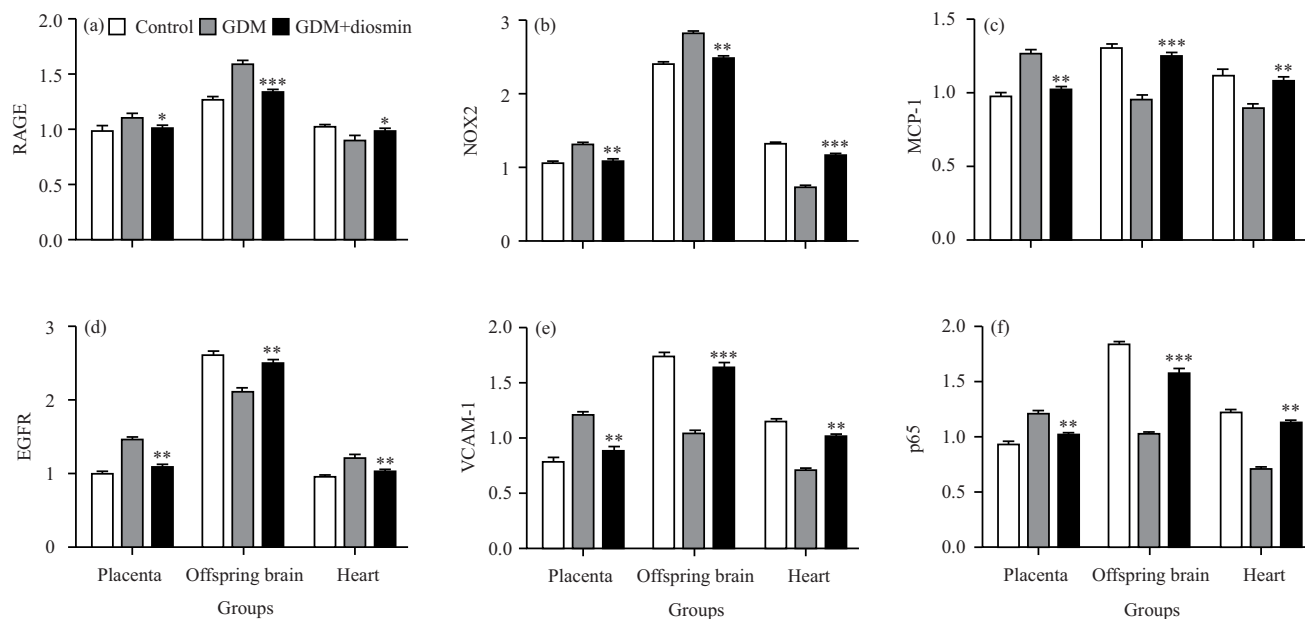 (a) Control GDM GDM+diosmin
RAGE
2.0
1.5
1.0
0.5
0.0
* *** *
(b)
NOX2
3
2
1
0
** ** ***
(c)
MCP-1
1.5
1.0
0.5
0.0
** *** **
(d)
EGFR
3
2
1
0
** ** **
Placenta Offspring brain Heart
Groups
(e)
VCAM-1
2.0
1.5
1.0
0.5
0.0
** *** **
Placenta Offspring brain Heart
Groups
(f)
p65
2.0
1.5
1.0
0.5
0.0
** *** **
Placenta Offspring brain Heart
Groups